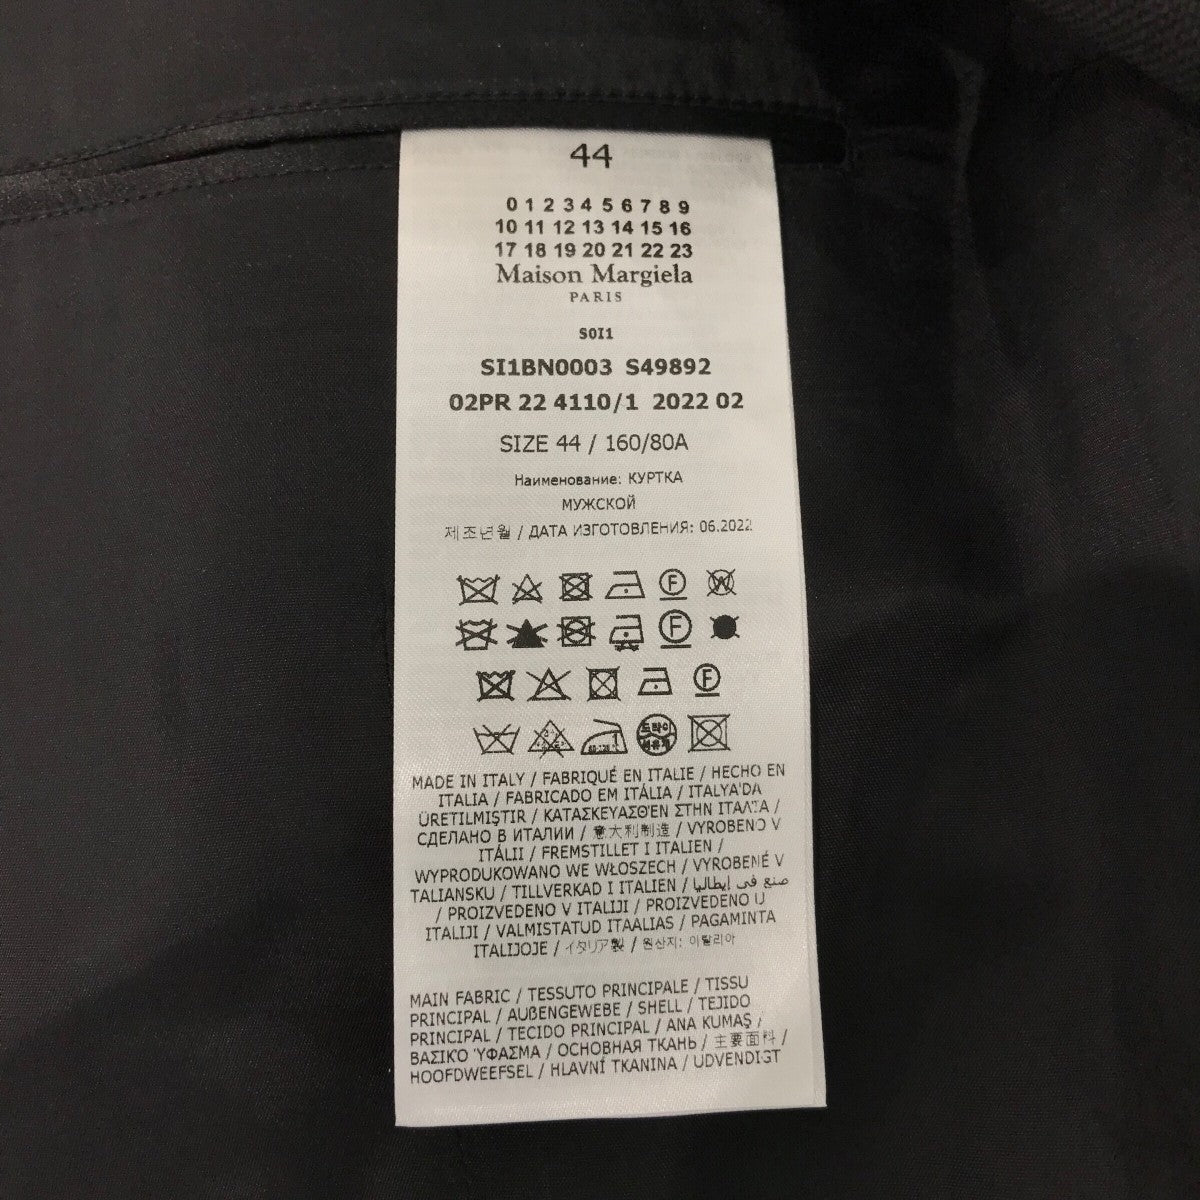 44
0 1 2 3 4 5 6 7 8 9
10 11 12 13 14 15 16
17 18 19 20 21 22 23
Maison Margiela
PARIS
S0I1
SI1BN0003 S49892
02PR 22 4110/1 2022 02
SIZE 44 / 160/80A
Наименование: КУРТКА
МУЖСКОЙ
제조년월 / ДАТА ИЗГОТОВЛЕНИЯ: 06.2022
F W
F
F
드라이
MADE IN ITALY / FABRIQUÉ EN ITALIE / HECHO EN
ITALIA / FABRICADO EM ITÁLIA / ITALYA'DA
ÜRETILMIŞTIR / ΚΑΤΑΣΚΕΥΑΣΘΈΝ ΣΤΗΝ ΙΤΑΛΊΑ /
СДЕЛАНО В ИТАЛИИ / 意大利制造 / VYROBENO V
ITÁLII / FREMSTILLET I ITALIEN /
WYPRODUKOWANO WE WŁOSZECH / VYROBENÉ V
TALIANSKU / TILLVERKAD I ITALIEN / صنع في إيطاليا
/ PROIZVEDENO V ITALIJI / PROIZVEDENO U
ITALIJI / VALMISTATUD ITAALIAS / PAGAMINTA
ITALIJOJE / イタリア製 / 원산지: 이탈리아
MAIN FABRIC / TESSUTO PRINCIPALE / TISSU
PRINCIPAL / AUßENGEWEBE / SHELL / TEJIDO
PRINCIPAL / TECIDO PRINCIPAL / ANA KUMAŞ /
ΒΑΣΙΚΌ ΎΦΑΣΜΑ / ОСНОВНАЯ ТКАНЬ / 主要面料 /
HOOFDWEEFSEL / HLAVNÍ TKANINA / UDVENDIGT